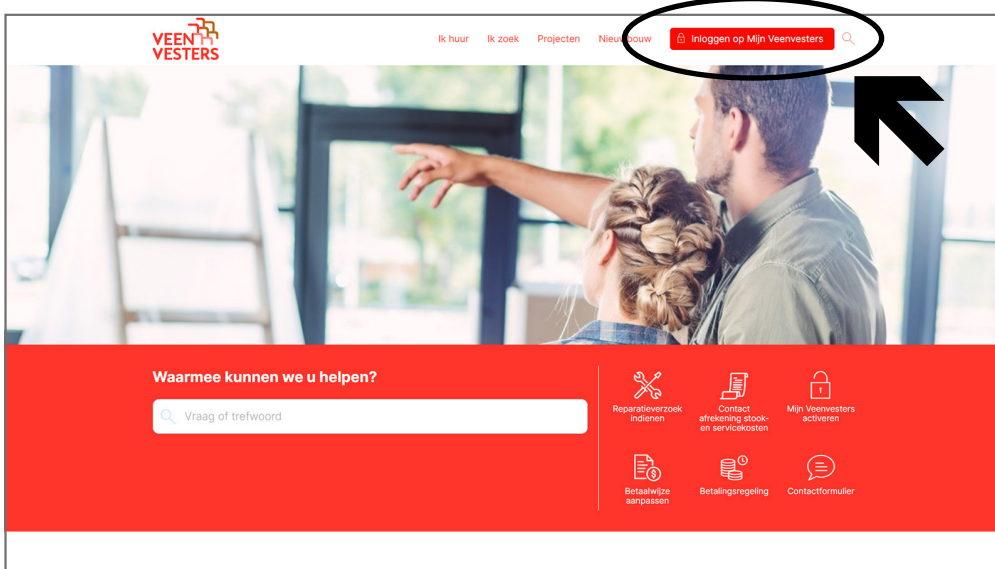 VEEN
VESTERS
Ik huur Ik zoek Projecten Nieuwbouw Inloggen op Mijn Veenvesters
Waarmee kunnen we u helpen?
Vraag of trefwoord
Reparatieverzoek
indienen
Contact
afrekening stook-
en servicekosten
Mijn Veenvesters
activeren
Betaalwijze
aanpassen
Betalingsregeling
Contactformulier